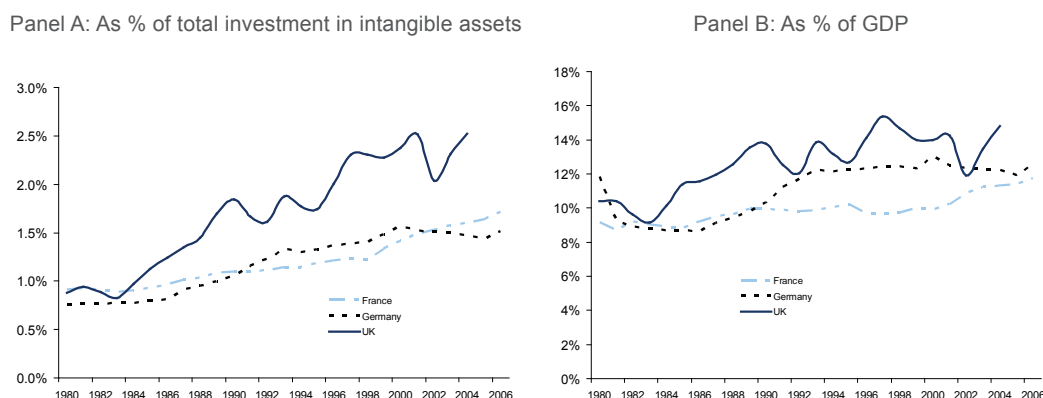 Panel A: As % of total investment in intangible assets
3.0%
2.5%
2.0%
1.5%
1.0%
0.5%
0.0%
France
Germany
UK
1980 1982 1984 1986 1988 1990 1992 1994 1996 1998 2000 2002 2004 2006
Panel B: As % of GDP
18%
16%
14%
12%
10%
8%
6%
4%
2%
0%
France
Germany
UK
1980 1982 1984 1986 1988 1990 1992 1994 1996 1998 2000 2002 2004 2006